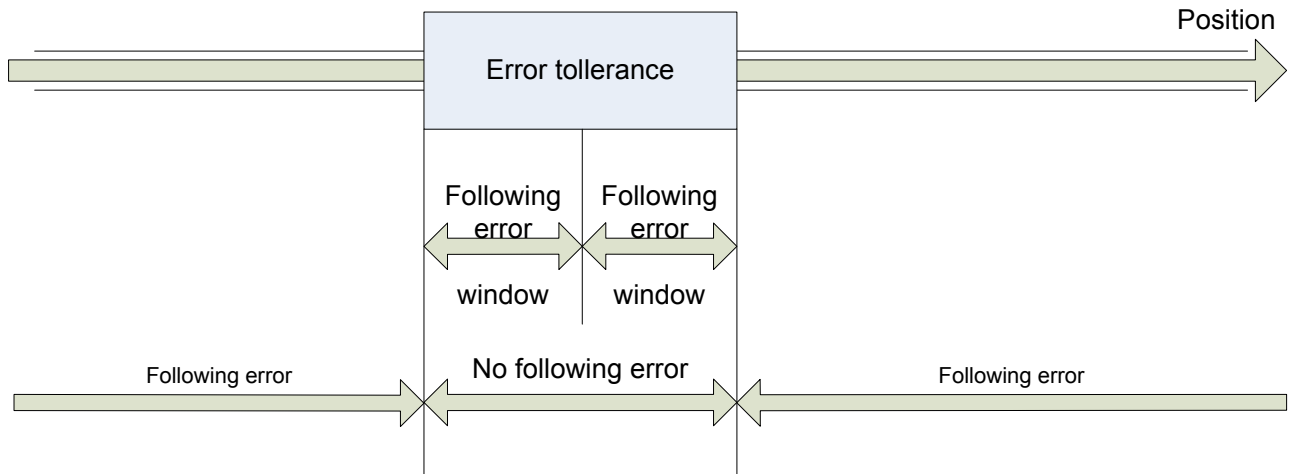 Position
Error tollerance
Following
error
window
Following
error
window
Following error
No following error
Following error